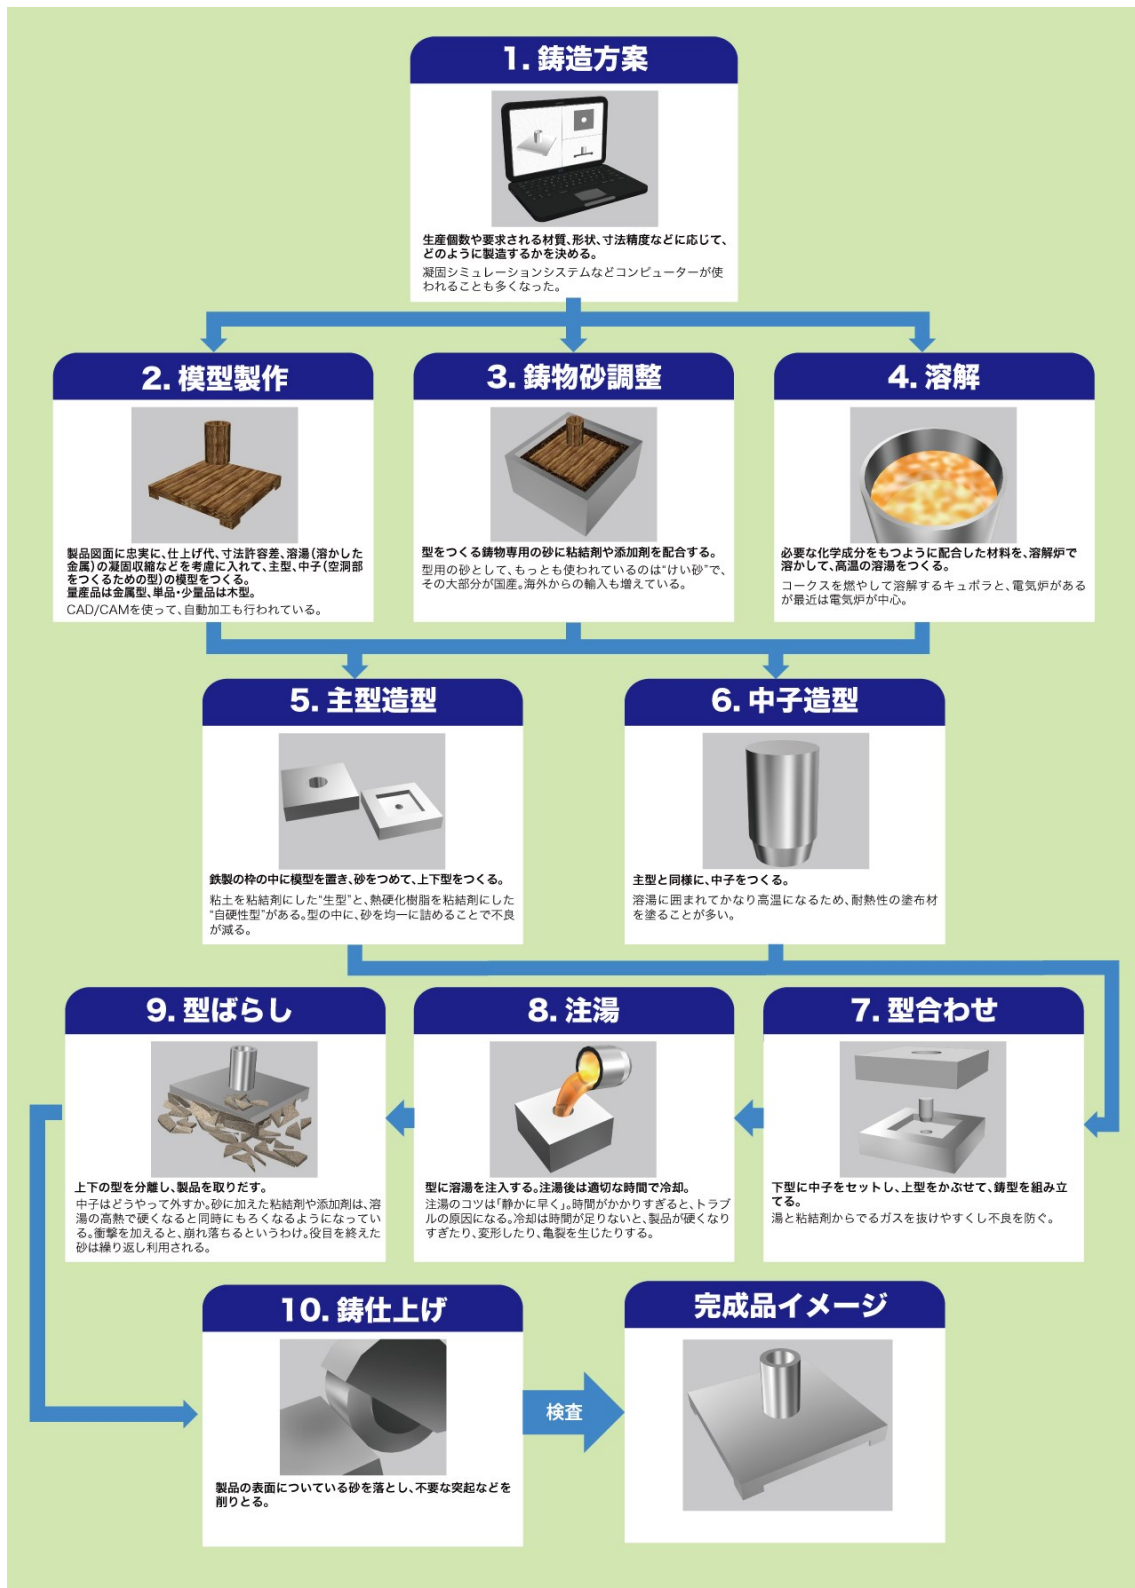 1. 鋳造方案
生産個数や要求される材質、形状、寸法精度などに応じて、
どのように製造するかを決める。
凝固シミュレーションシステムなどコンピューターが使
われることも多くなった。
2. 模型製作
製品図面に忠実に、仕上げ代、寸法許容差、溶湯（溶かした
金属）の凝固収縮などを考慮に入れて、主型、中子（空洞部
をつくるための型）の模型をつくる。
量産品は金属型、単品・少量品は木型。
CAD/CAMを使って、自動加工も行われている。
3. 鋳物砂調整
型をつくる鋳物専用の砂に粘結剤や添加剤を配合する。
型用の砂として、もっとも使われているのは“けい砂”で、
その大部分が国産。海外からの輸入も増えている。
4. 溶解
必要な化学成分をもつように配合した材料を、溶解炉で
溶かして、高温の溶湯をつくる。
コークスを燃やして溶解するキュポラと、電気炉がある
が最近は電気炉が中心。
5. 主型造型
鉄製の枠の中に模型を置き、砂をつめて、上下型をつくる。
粘土を粘結剤にした“生型”と、熱硬化樹脂を粘結剤にした
“自硬性型”がある。型の中に、砂を均一に詰めることで不良
が減る。
6. 中子造型
主型と同様に、中子をつくる。
溶湯に囲まれてかなり高温になるため、耐熱性の塗布材
を塗ることが多い。
7. 型合わせ
下型に中子をセットし、上型をかぶせて、鋳型を組み立
てる。
湯と粘結剤からでるガスを抜けやすくし不良を防ぐ。
8. 注湯
型に溶湯を注入する。注湯後は適切な時間で冷却。
注湯のコツは「静かに早く」。時間がかかりすぎると、トラブ
ルの原因になる。冷却は時間が足りないと、製品が硬くなり
すぎたり、変形したり、亀裂を生じたりする。
9. 型ばらし
上下の型を分離し、製品を取りだす。
中子はどうやって外すか。砂に加えた粘結剤や添加剤は、溶
湯の高熱で硬くなると同時にもろくなるようになってい
る。衝撃を加えると、崩れ落ちるというわけ。役目を終えた
砂は繰り返し利用される。
10. 鋳仕上げ
製品の表面についている砂を落とし、不要な突起などを
削りとる。
検査
完成品イメージ